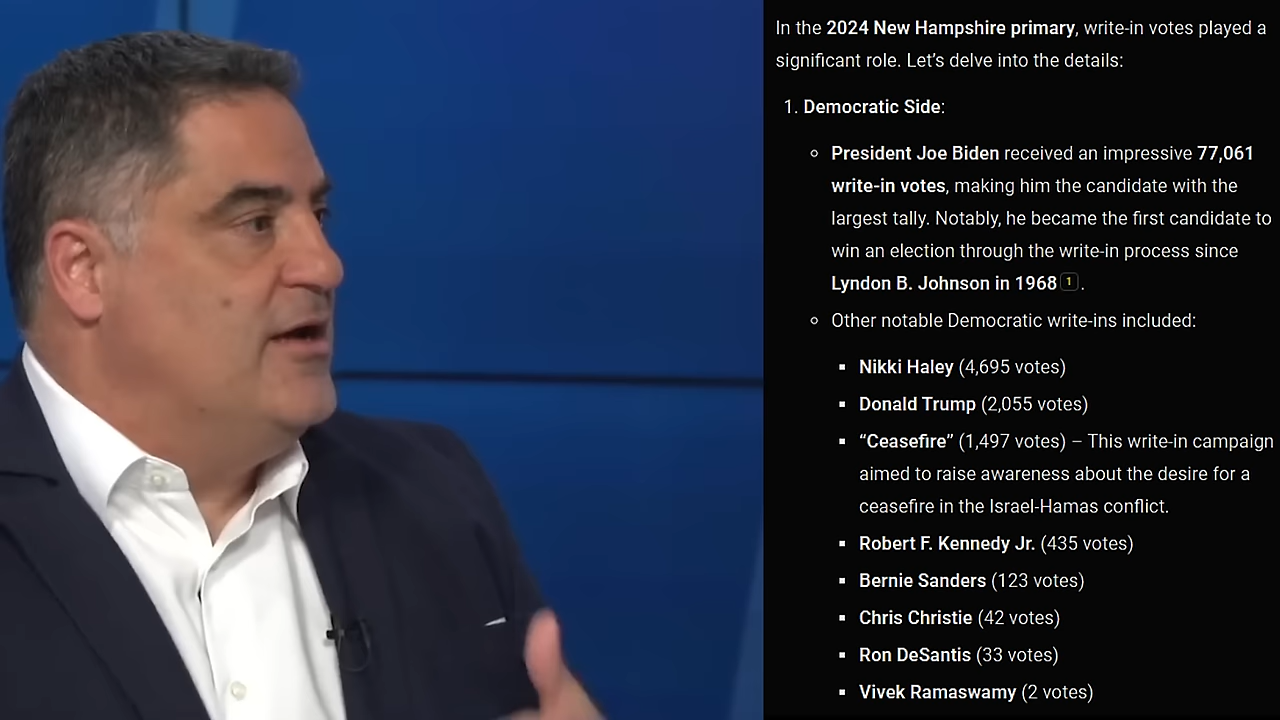 In the 2024 New Hampshire primary, write-in votes played a
significant role. Let’s delve into the details:
1. Democratic Side:
President Joe Biden received an impressive 77,061
write-in votes, making him the candidate with the
largest tally. Notably, he became the first candidate to
win an election through the write-in process since
Lyndon B. Johnson in 1968 1 .
Other notable Democratic write-ins included:
Nikki Haley (4,695 votes)
Donald Trump (2,055 votes)
“Ceasefire” (1,497 votes) – This write-in campaign
aimed to raise awareness about the desire for a
ceasefire in the Israel-Hamas conflict.
Robert F. Kennedy Jr. (435 votes)
Bernie Sanders (123 votes)
Chris Christie (42 votes)
Ron DeSantis (33 votes)
Vivek Ramaswamy (2 votes)